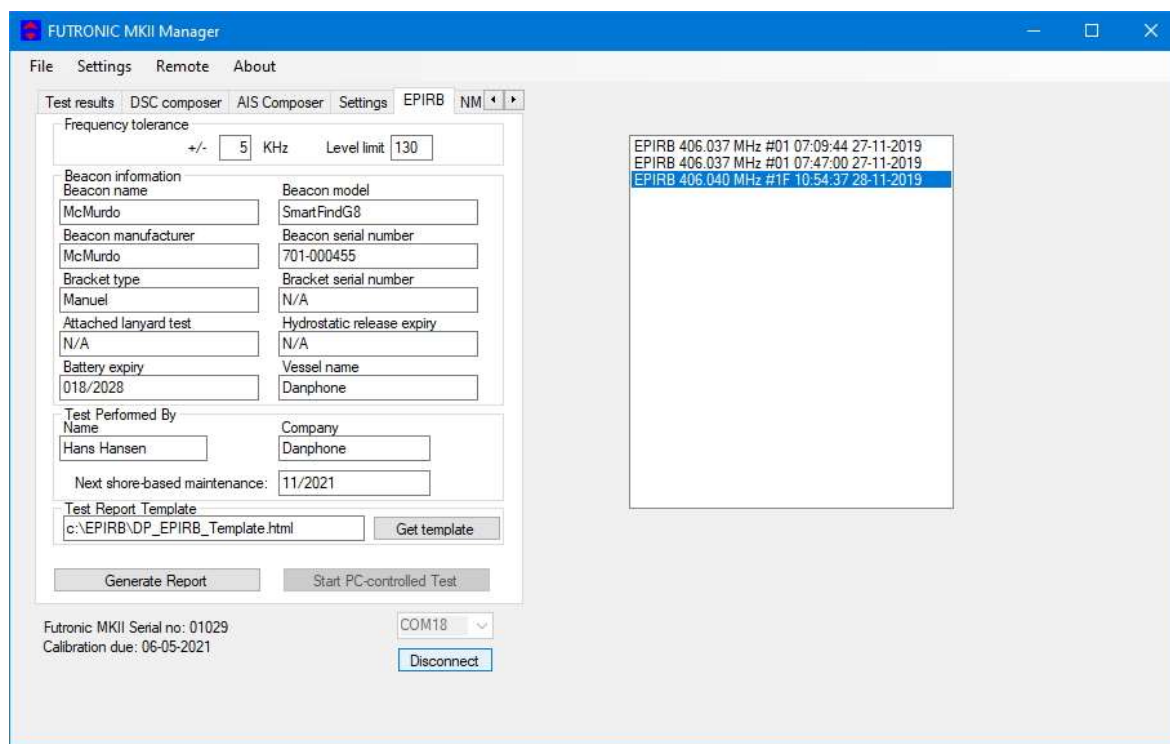 FUTRONIC MKII Manager
File Settings Remote About
Test results DSC composer AIS Composer Settings EPIRB NM
Frequency tolerance
+/- 5 KHz Level limit 130
Beacon information
Beacon name Beacon model
McMurdo SmartFindG8
Beacon manufacturer Beacon serial number
McMurdo 701-000455
Bracket type Bracket serial number
Manuel N/A
Attached lanyard test Hydrostatic release expiry
N/A N/A
Battery expiry Vessel name
018/2028 Danphone
Test Performed By
Name Company
Hans Hansen Danphone
Next shore-based maintenance: 11/2021
Test Report Template
c:\EPIRB\DP_EPIRB_Template.html Get template
Generate Report Start PC-controlled Test
Futronic MKII Serial no: 01029 COM18
Calibration due: 06-05-2021
Disconnect
EPIRB 406.037 MHz #01 07:09:44 27-11-2019
EPIRB 406.037 MHz #01 07:47:00 27-11-2019
EPIRB 406.040 MHz #1F 10:54:37 28-11-2019